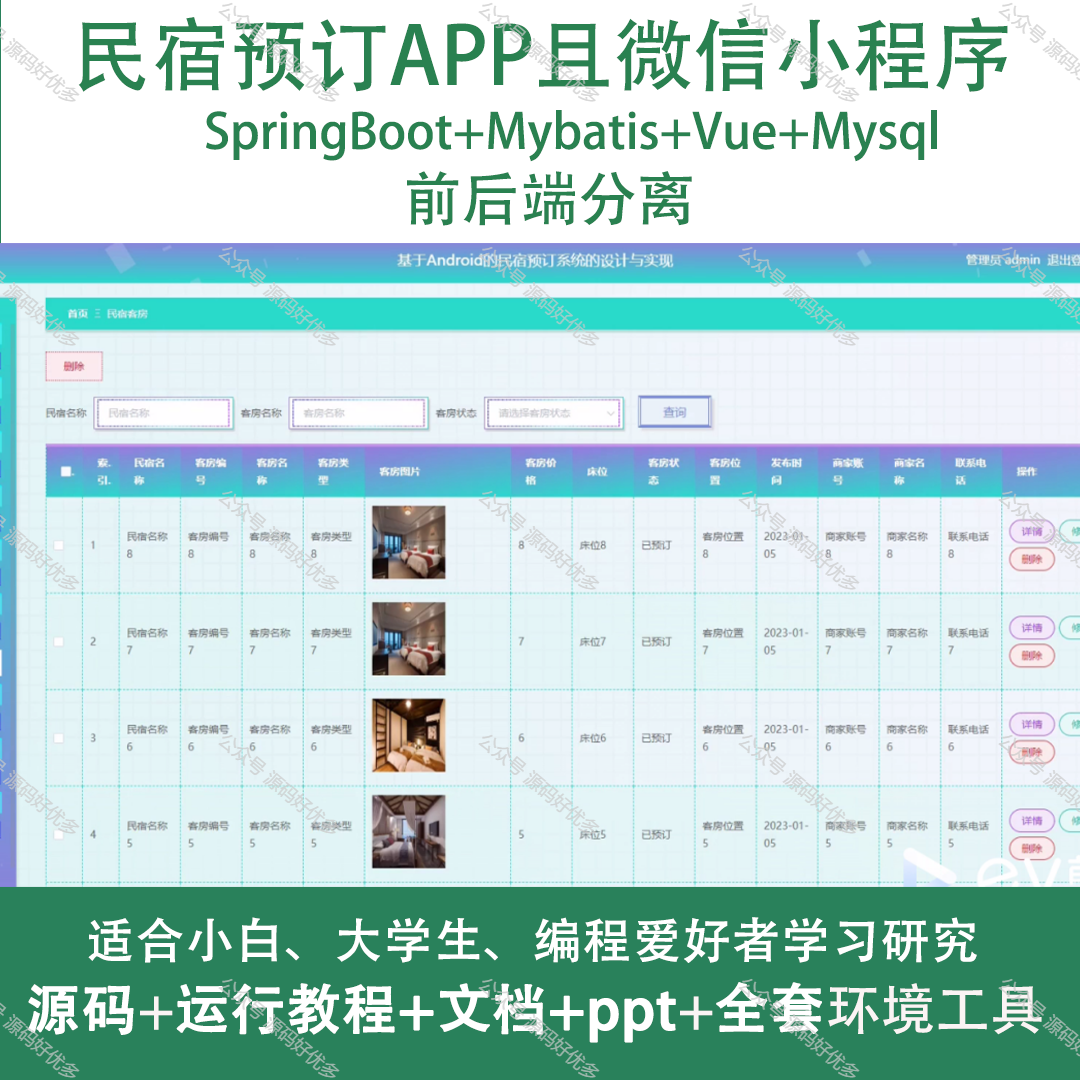 民宿预订APP且微信小程序
SpringBoot+Mybatis+Vue+Mysql
前后端分离
基于Android的民宿预订系统的设计与实现
管理员 admin 退出登
首页 民宿客房
删除
民宿名称 民宿名称 客房名称 客房名称 客房状态 请选择客房状态 查询
索引 民宿名称 客房编号 客房名称 客房类型 客房图片 客房价格 床位 客房状态 客房位置 发布时间 商家账号 商家名称 联系电话 操作
1 民宿名称8 客房编号8 客房名称8 客房类型8 8 床位8 已预订 客房位置8 2023-01-05 商家账号8 商家名称8 联系电话8 详情 修
删除
2 民宿名称7 客房编号7 客房名称7 客房类型7 7 床位7 已预订 客房位置7 2023-01-05 商家账号7 商家名称7 联系电话7 详情 修
删除
3 民宿名称6 客房编号6 客房名称6 客房类型6 6 床位6 已预订 客房位置6 2023-01-05 商家账号6 商家名称6 联系电话6 详情 修
删除
4 民宿名称5 客房编号5 客房名称5 客房类型5 5 床位5 已预订 客房位置5 2023-01-05 商家账号5 商家名称5 联系电话5 详情 修
删除
适合小白、大学生、编程爱好者学习研究
源码+运行教程+文档+ppt+全套环境工具
公众号 源码好优多